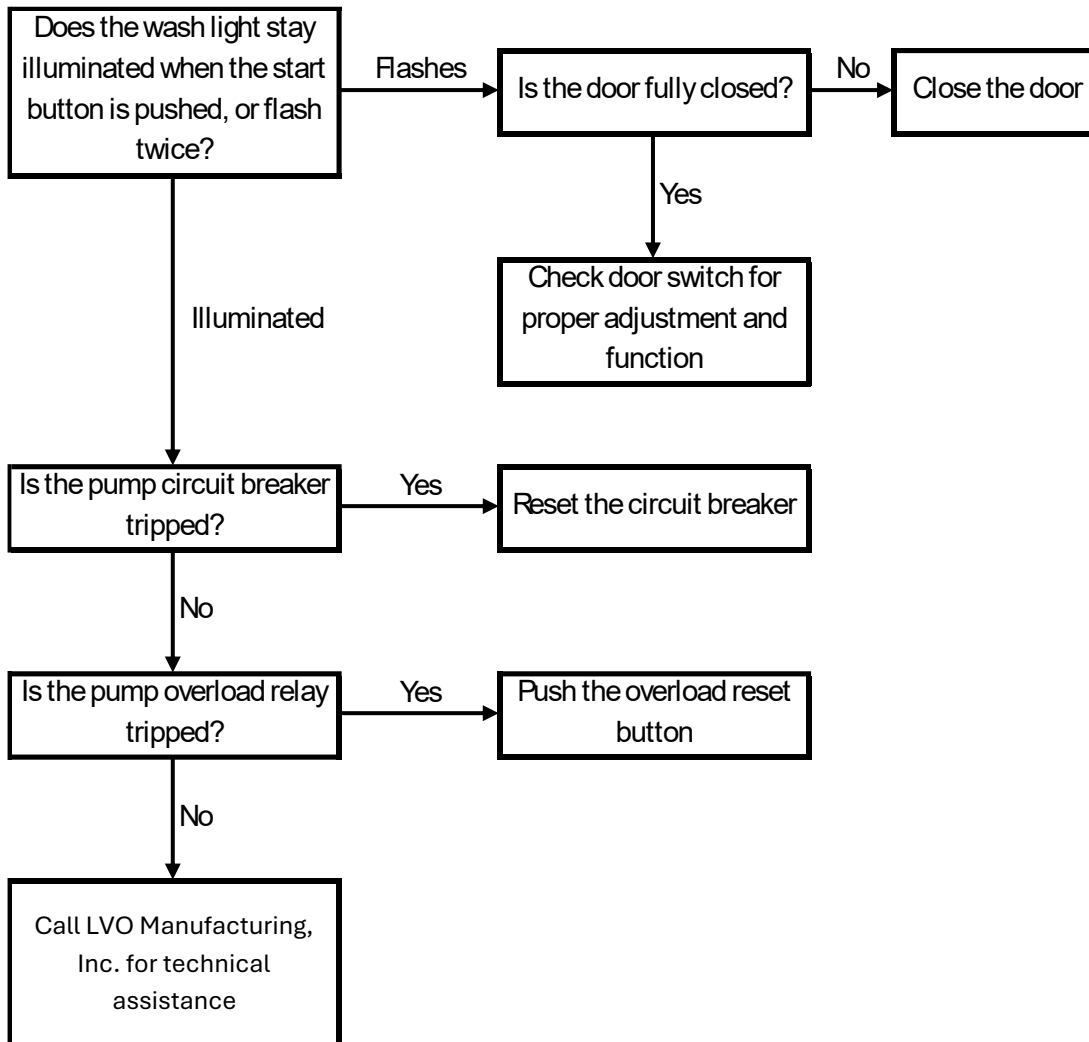 Does the wash light stay
illuminated when the start
button is pushed, or flash
twice?
Flashes
Is the door fully closed?
No
Close the door
Yes
Check door switch for
proper adjustment and
function
Illuminated
Is the pump circuit breaker
tripped?
Yes
Reset the circuit breaker
No
Is the pump overload relay
tripped?
Yes
Push the overload reset
button
No
Call LVO Manufacturing,
Inc. for technical
assistance